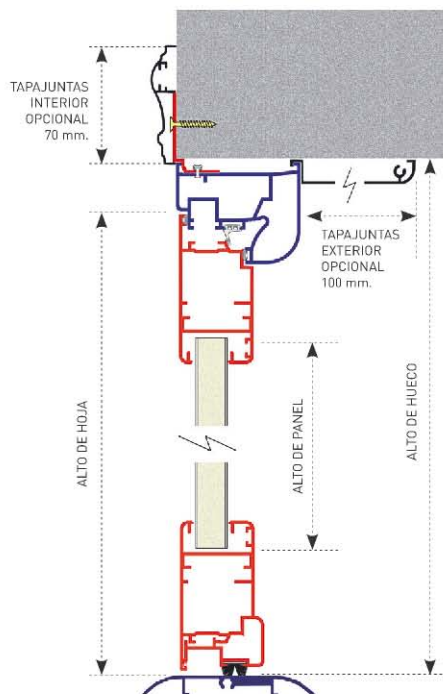 TAPAJUNTAS
INTERIOR
OPCIONAL
70 mm.
TAPAJUNTAS
EXTERIOR
OPCIONAL
100 mm.
ALTO DE HOJA
ALTO DE PANEL
ALTO DE HUECO